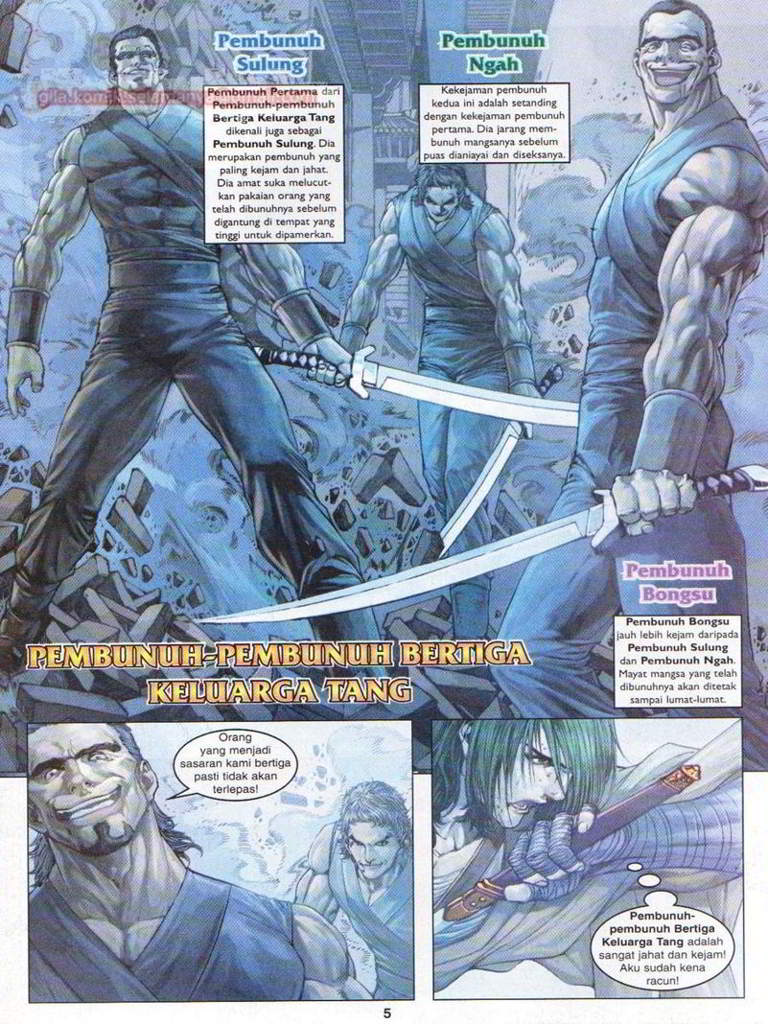 Pembunuh
Sulung
Pembunuh
Ngah
Pembunuh Pertama dari
Pembunuh-pembunuh
Bertiga Keluarga Tang
dikenali juga sebagai
Pembunuh Sulung. Dia
merupakan pembunuh yang
paling kejam dan jahat.
Dia amat suka melucut-
kan pakaian orang yang
telah dibunuhnya sebelum
digantung di tempat yang
tinggi untuk dipamerkan.
Kekejaman pembunuh
kedua ini adalah setanding
dengan kekejaman pembunuh
pertama. Dia jarang mem-
bunuh mangsanya sebelum
puas dianiayai dan diseksanya.
Pembunuh
Bongsu
Pembunuh Bongsu
jauh lebih kejam daripada
Pembunuh Sulung
dan Pembunuh Ngah.
Mayat mangsa yang telah
dibunuhnya akan ditetak
sampai lumat-lumat.
PEMBUNUH-PEMBUNUH BERTIGA
KELUARGA TANG
Orang
yang menjadi
sasaran kami bertiga
pasti tidak akan
terlepas!
Pembunuh-
pembunuh Bertiga
Keluarga Tang adalah
sangat jahat dan kejam!
Aku sudah kena
racun!
5